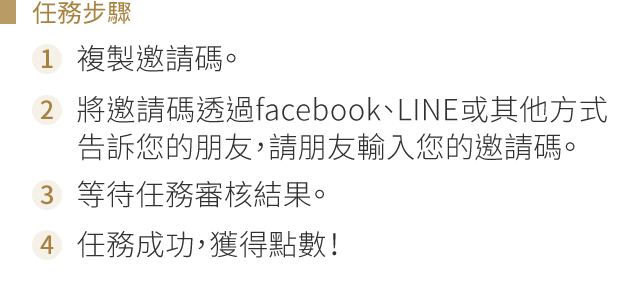 任務步驟
1 複製邀請碼。
2 將邀請碼透過facebook、LINE或其他方式
告訴您的朋友，請朋友輸入您的邀請碼。
3 等待任務審核結果。
4 任務成功，獲得點數！